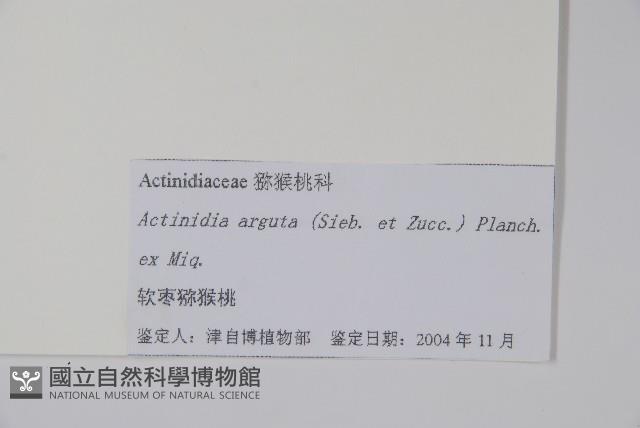 Actinidiaceae 猕猴桃科
Actinidia arguta (Sieb. et Zucc.) Planch.
ex Miq.
软枣猕猴桃
鉴定人：津自博植物部 鉴定日期：2004 年 11 月
國立自然科學博物館
NATIONAL MUSEUM OF NATURAL SCIENCE